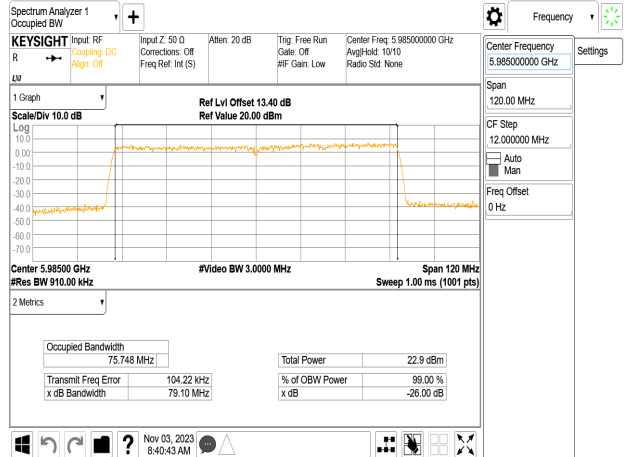 Spectrum Analyzer 1
Occupied BW
Frequency
KEYSIGHT
R
Input: RF
Coupling: DC
Align: Off
Input Z: 50 Ω
Corrections: Off
Freq Ref: Int (S)
Atten: 20 dB
Trig: Free Run
Gate: Off
#IF Gain: Low
Center Freq: 5.985000000 GHz
Avg|Hold: 10/10
Radio Std: None
Center Frequency
5.985000000 GHz
Settings
Span
120.00 MHz
CF Step
12.000000 MHz
Auto
Man
Freq Offset
0 Hz
1 Graph
Scale/Div 10.0 dB
Ref Lvl Offset 13.40 dB
Ref Value 20.00 dBm
Log
10.0
0.00
-10.0
-20.0
-30.0
-40.0
-50.0
-60.0
-70.0
Center 5.98500 GHz
#Video BW 3.0000 MHz
Span 120 MHz
#Res BW 910.00 kHz
Sweep 1.00 ms (1001 pts)
2 Metrics
Occupied Bandwidth
75.748 MHz
Total Power 22.9 dBm
Transmit Freq Error 104.22 kHz
% of OBW Power 99.00 %
x dB Bandwidth 79.10 MHz
x dB -26.00 dB
Nov 03, 2023
8:40:43 AM